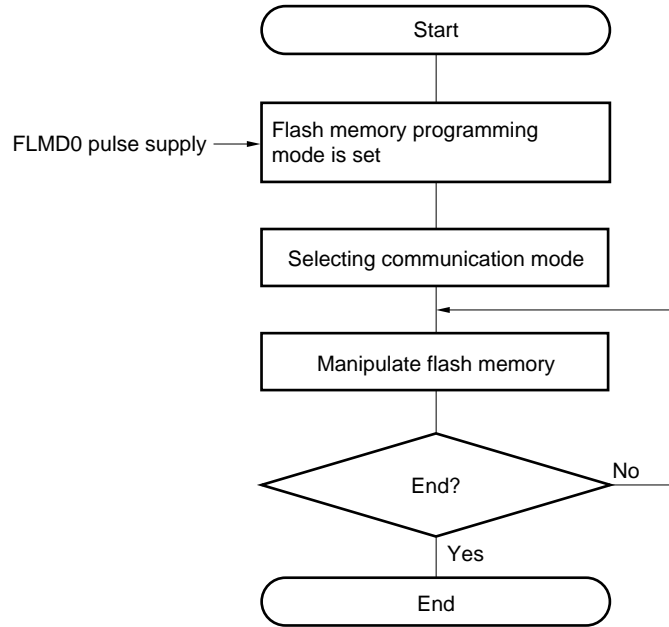 Start
FLMD0 pulse supply
Flash memory programming
mode is set
Selecting communication mode
Manipulate flash memory
End?
No
Yes
End